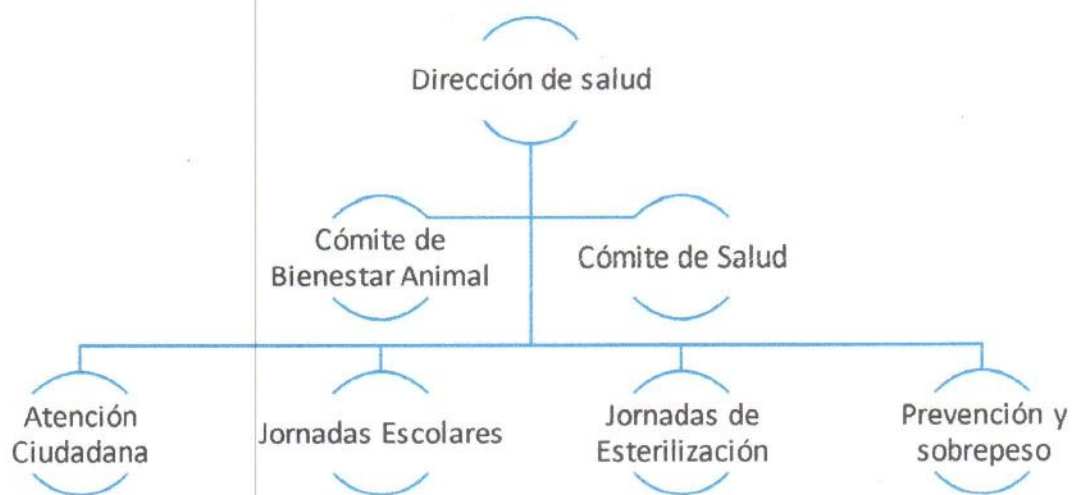 Dirección de salud
Cómite de
Bienestar Animal
Cómite de Salud
Atención
Ciudadana
Jornadas Escolares
Jornadas de
Esterilización
Prevención y
sobrepeso